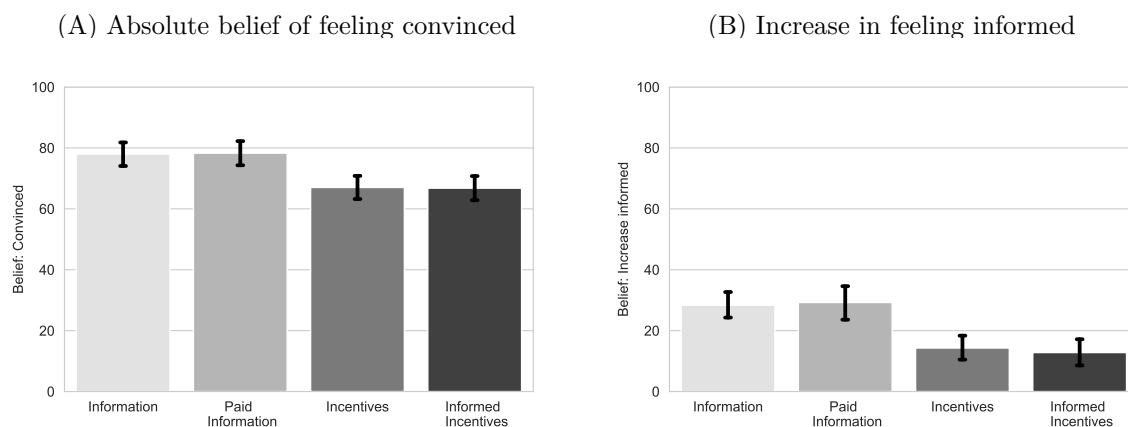 (A) Absolute belief of feeling convinced
100
80
60
40
20
0
Belief: Convinced
Information
Paid
Information
Incentives
Informed
Incentives
(B) Increase in feeling informed
100
80
60
40
20
0
Belief: Increase informed
Information
Paid
Information
Incentives
Informed
Incentives